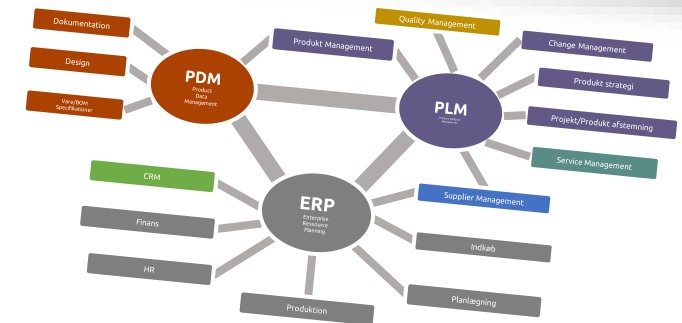 Dokumentation
Design
Vare/BOM
Specifikationer
PDM
Product
Data
Management
Produkt Management
Quality Management
Change Management
Produkt strategi
Projekt/Produkt afstemning
Service Management
PLM
Supplier Management
CRM
Finans
HR
ERP
Enterprise
Ressource
Planning
Indkøb
Planlægning
Produktion